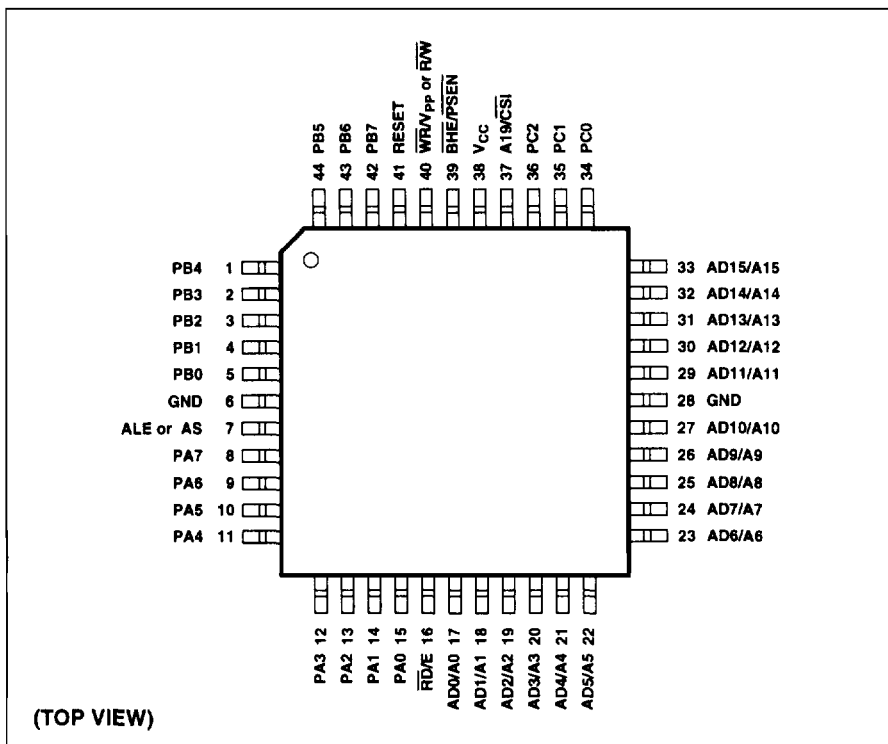 44 PB5
43 PB6
42 PB7
41 RESET
40 W̅R̅/VPP or R̅/W̅
39 B̅H̅E̅/P̅S̅E̅N̅
38 VCC
37 A19/C̅S̅I̅
36 PC2
35 PC1
34 PC0
PB4 1
PB3 2
PB2 3
PB1 4
PB0 5
GND 6
ALE or AS 7
PA7 8
PA6 9
PA5 10
PA4 11
33 AD15/A15
32 AD14/A14
31 AD13/A13
30 AD12/A12
29 AD11/A11
28 GND
27 AD10/A10
26 AD9/A9
25 AD8/A8
24 AD7/A7
23 AD6/A6
PA3 12
PA2 13
PA1 14
PA0 15
R̅D̅/E 16
AD0/A0 17
AD1/A1 18
AD2/A2 19
AD3/A3 20
AD4/A4 21
AD5/A5 22
(TOP VIEW)